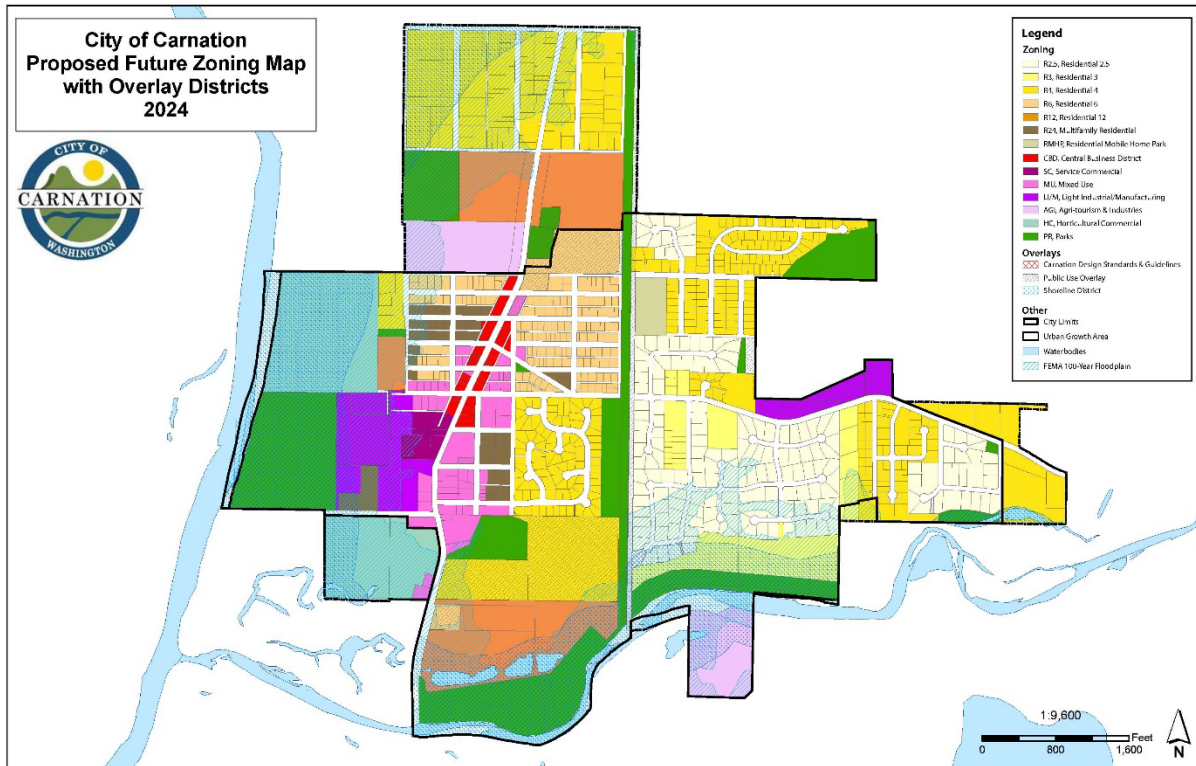 City of Carnation
Proposed Future Zoning Map
with Overlay Districts
2024
CITY OF
CARNATION
WASHINGTON
Legend
Zoning
R2.5, Residential 2.5
R3, Residential 3
R4, Residential 4
R6, Residential 6
R12, Residential 12
R24, Multifamily Residential
RMHP, Residential Mobile Home Park
CBD, Central Business District
SC, Service Commercial
MU, Mixed Use
LI/M, Light Industrial/Manufacturing
AGI, Agri-tourism & Industries
HC, Horticultural Commercial
PR, Parks
Overlays
Carnation Design Standards & Guidelines
Public Use Overlay
Shoreline District
Other
City Limits
Urban Growth Area
Waterbodies
FEMA 100-Year Floodplain
1:9,600
Feet
0 800 1,600
N